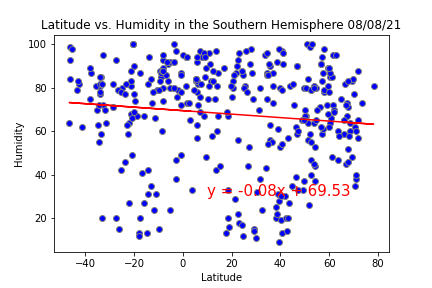 Latitude vs. Humidity in the Southern Hemisphere 08/08/21
100
80
60
40
20
Humidity
y = -0.08x + 69.53
−40 −20 0 20 40 60 80
Latitude